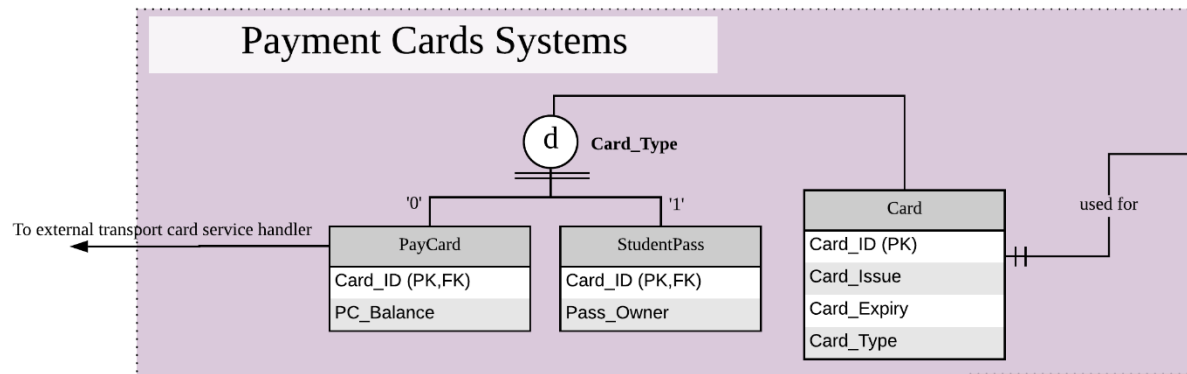 Payment Cards Systems
d
Card_Type
'0'
'1'
used for
To external transport card service handler
PayCard
Card_ID (PK,FK)
PC_Balance
StudentPass
Card_ID (PK,FK)
Pass_Owner
Card
Card_ID (PK)
Card_Issue
Card_Expiry
Card_Type